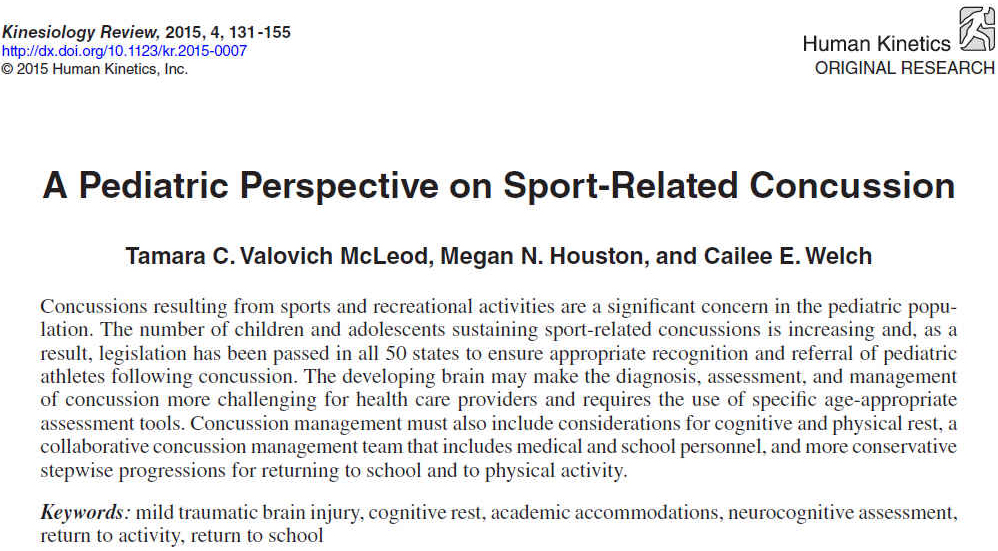 Kinesiology Review, 2015, 4, 131-155
http://dx.doi.org/10.1123/kr.2015-0007
© 2015 Human Kinetics, Inc.
Human Kinetics
ORIGINAL RESEARCH
A Pediatric Perspective on Sport-Related Concussion
Tamara C. Valovich McLeod, Megan N. Houston, and Cailee E. Welch
Concussions resulting from sports and recreational activities are a significant concern in the pediatric popu-
lation. The number of children and adolescents sustaining sport-related concussions is increasing and, as a
result, legislation has been passed in all 50 states to ensure appropriate recognition and referral of pediatric
athletes following concussion. The developing brain may make the diagnosis, assessment, and management
of concussion more challenging for health care providers and requires the use of specific age-appropriate
assessment tools. Concussion management must also include considerations for cognitive and physical rest, a
collaborative concussion management team that includes medical and school personnel, and more conservative
stepwise progressions for returning to school and to physical activity.
Keywords: mild traumatic brain injury, cognitive rest, academic accommodations, neurocognitive assessment,
return to activity, return to school